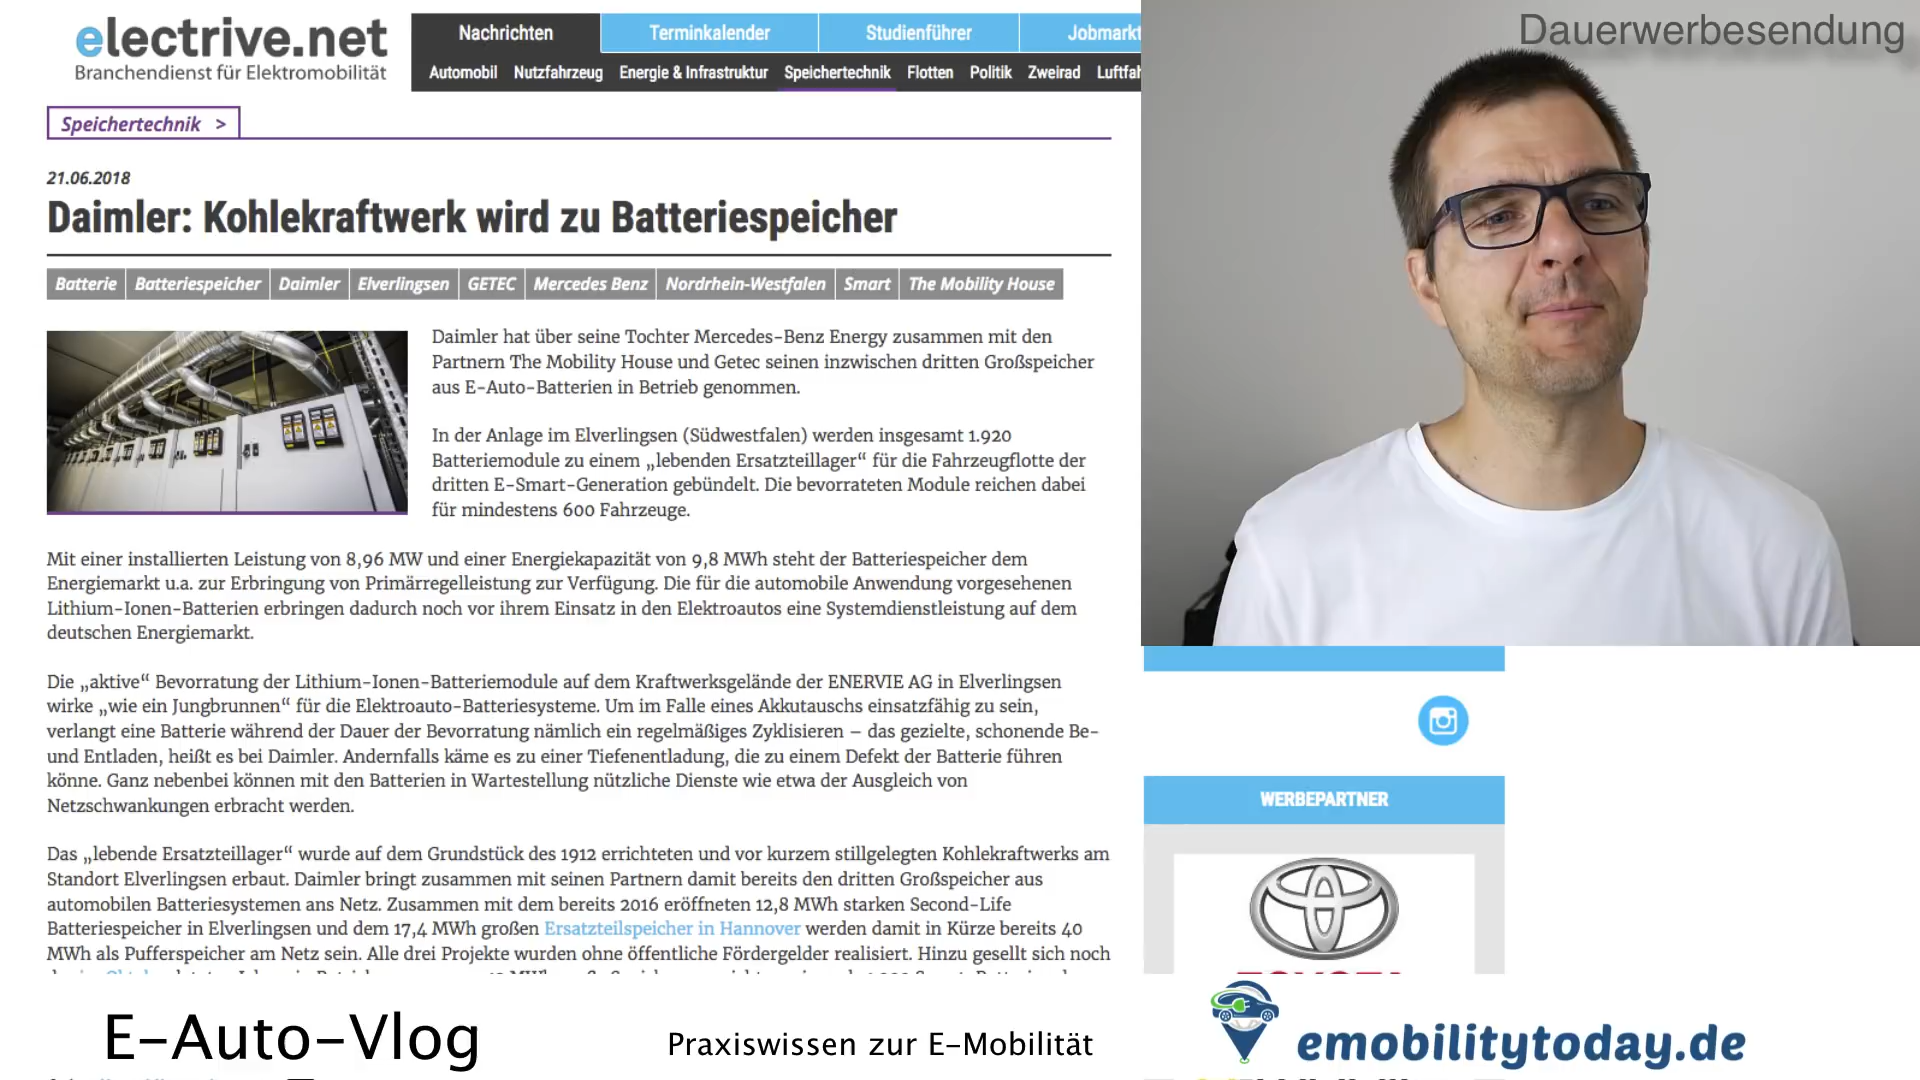 electrive.net
Branchendienst für Elektromobilität
Nachrichten
Terminkalender
Studienführer
Jobmarkt
Automobil Nutzfahrzeug Energie & Infrastruktur Speichertechnik Flotten Politik Zweirad
Dauerwerbesendung
Speichertechnik >
21.06.2018
Daimler: Kohlekraftwerk wird zu Batteriespeicher
Batterie Batteriespeicher Daimler Elverlingsen GETEC Mercedes Benz Nordrhein-Westfalen Smart The Mobility House
Daimler hat über seine Tochter Mercedes-Benz Energy zusammen mit den
Partnern The Mobility House und Getec seinen inzwischen dritten Großspeicher
aus E-Auto-Batterien in Betrieb genommen.
In der Anlage im Elverlingsen (Südwestfalen) werden insgesamt 1.920
Batteriemodule zu einem „lebenden Ersatzteillager“ für die Fahrzeugflotte der
dritten E-Smart-Generation gebündelt. Die bevorrateten Module reichen dabei
für mindestens 600 Fahrzeuge.
Mit einer installierten Leistung von 8,96 MW und einer Energiekapazität von 9,8 MWh steht der Batteriespeicher dem
Energiemarkt u.a. zur Erbringung von Primärregelleistung zur Verfügung. Die für die automobile Anwendung vorgesehenen
Lithium-Ionen-Batterien erbringen dadurch noch vor ihrem Einsatz in den Elektroautos eine Systemdienstleistung auf dem
deutschen Energiemarkt.
Die „aktive“ Bevorratung der Lithium-Ionen-Batteriemodule auf dem Kraftwerksgelände der ENERVIE AG in Elverlingsen
wirke „wie ein Jungbrunnen“ für die Elektroauto-Batteriesysteme. Um im Falle eines Akkutauschs einsatzfähig zu sein,
verlangt eine Batterie während der Dauer der Bevorratung nämlich ein regelmäßiges Zyklisieren – das gezielte, schonende Be-
und Entladen, heißt es bei Daimler. Andernfalls käme es zu einer Tiefenentladung, die zu einem Defekt der Batterie führen
könne. Ganz nebenbei können mit den Batterien in Wartestellung nützliche Dienste wie etwa der Ausgleich von
Netzschwankungen erbracht werden.
Das „lebende Ersatzteillager“ wurde auf dem Grundstück des 1912 errichteten und vor kurzem stillgelegten Kohlekraftwerks am
Standort Elverlingsen erbaut. Daimler bringt zusammen mit seinen Partnern damit bereits den dritten Großspeicher aus
automobilen Batteriesystemen ans Netz. Zusammen mit dem bereits 2016 eröffneten 12,8 MWh starken Second-Life
Batteriespeicher in Elverlingsen und dem 17,4 MWh großen Ersatzteilspeicher in Hannover werden damit in Kürze bereits 40
MWh als Pufferspeicher am Netz sein. Alle drei Projekte wurden ohne öffentliche Fördergelder realisiert. Hinzu gesellt sich noch
WERBEPARTNER
E-Auto-Vlog
Praxiswissen zur E-Mobilität
emobilitytoday.de